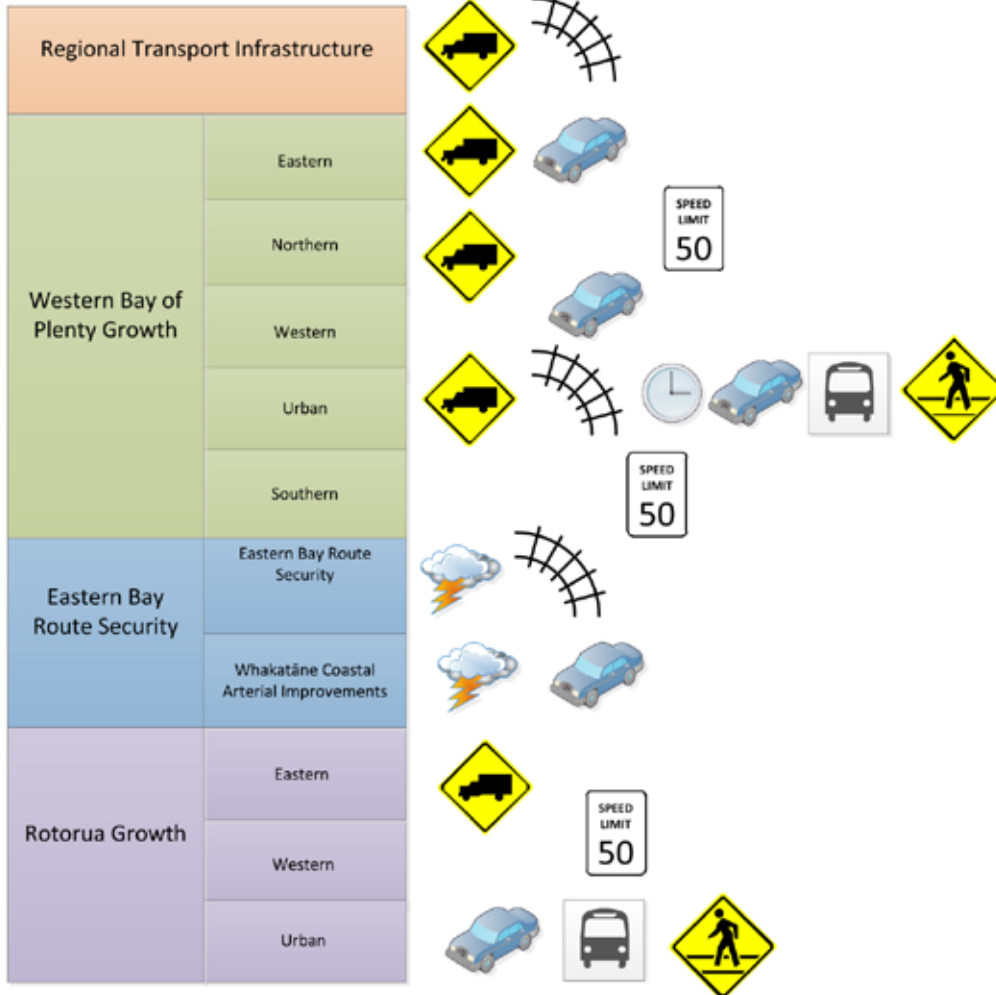 Regional Transport Infrastructure
Western Bay of
Plenty Growth
Eastern
Northern
Western
Urban
Southern
SPEED
LIMIT
50
SPEED
LIMIT
50
Eastern Bay
Route Security
Eastern Bay Route
Security
Whakatāne Coastal
Arterial Improvements
Rotorua Growth
Eastern
Western
Urban
SPEED
LIMIT
50